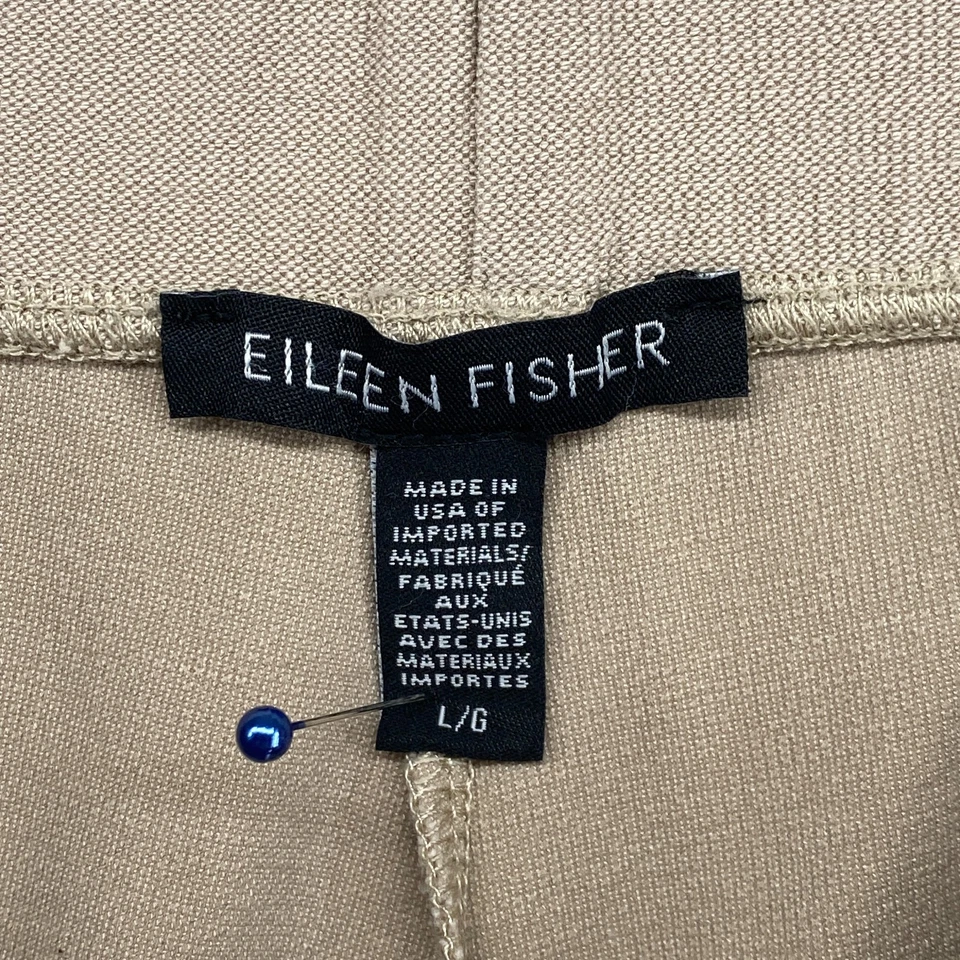 EILEEN FISHER
MADE IN
USA OF
IMPORTED
MATERIALS/
FABRIQUÉ
AUX
ETATS-UNIS
AVEC DES
MATERIAUX
IMPORTES
L/G